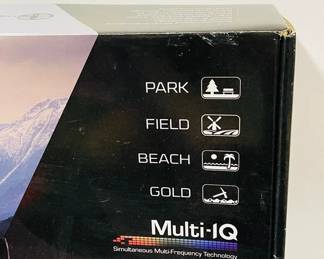 PARK
FIELD
BEACH
GOLD
Multi-IQ
Simultaneous Multi-Frequency Technology